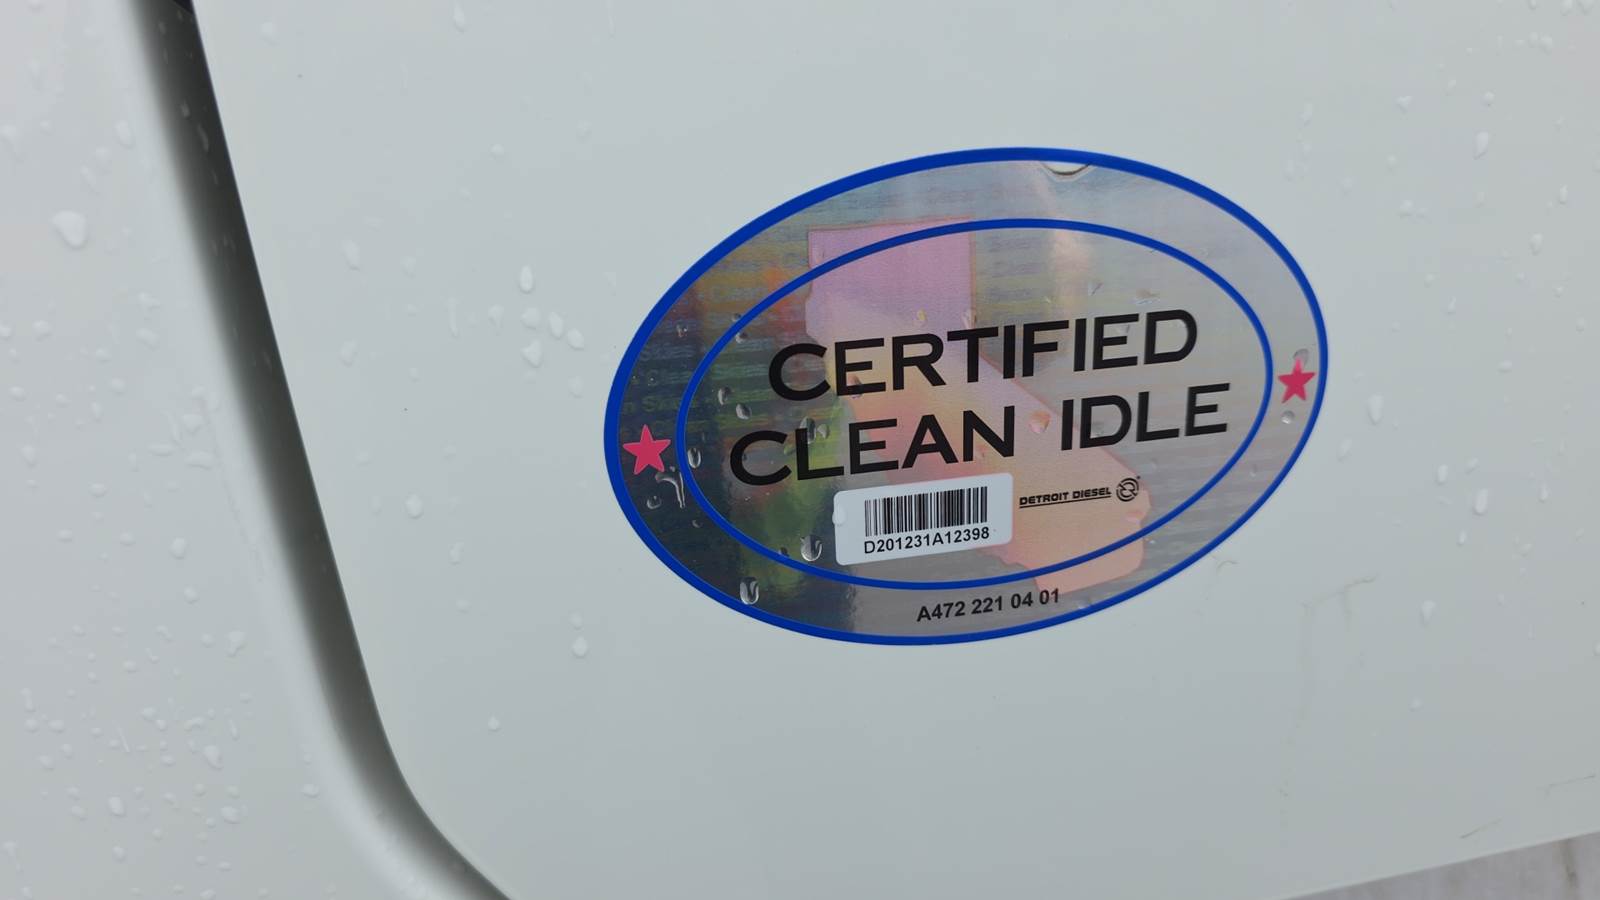 CERTIFIED
CLEAN IDLE
DETROIT DIESEL
D201231A12398
A472 221 04 01